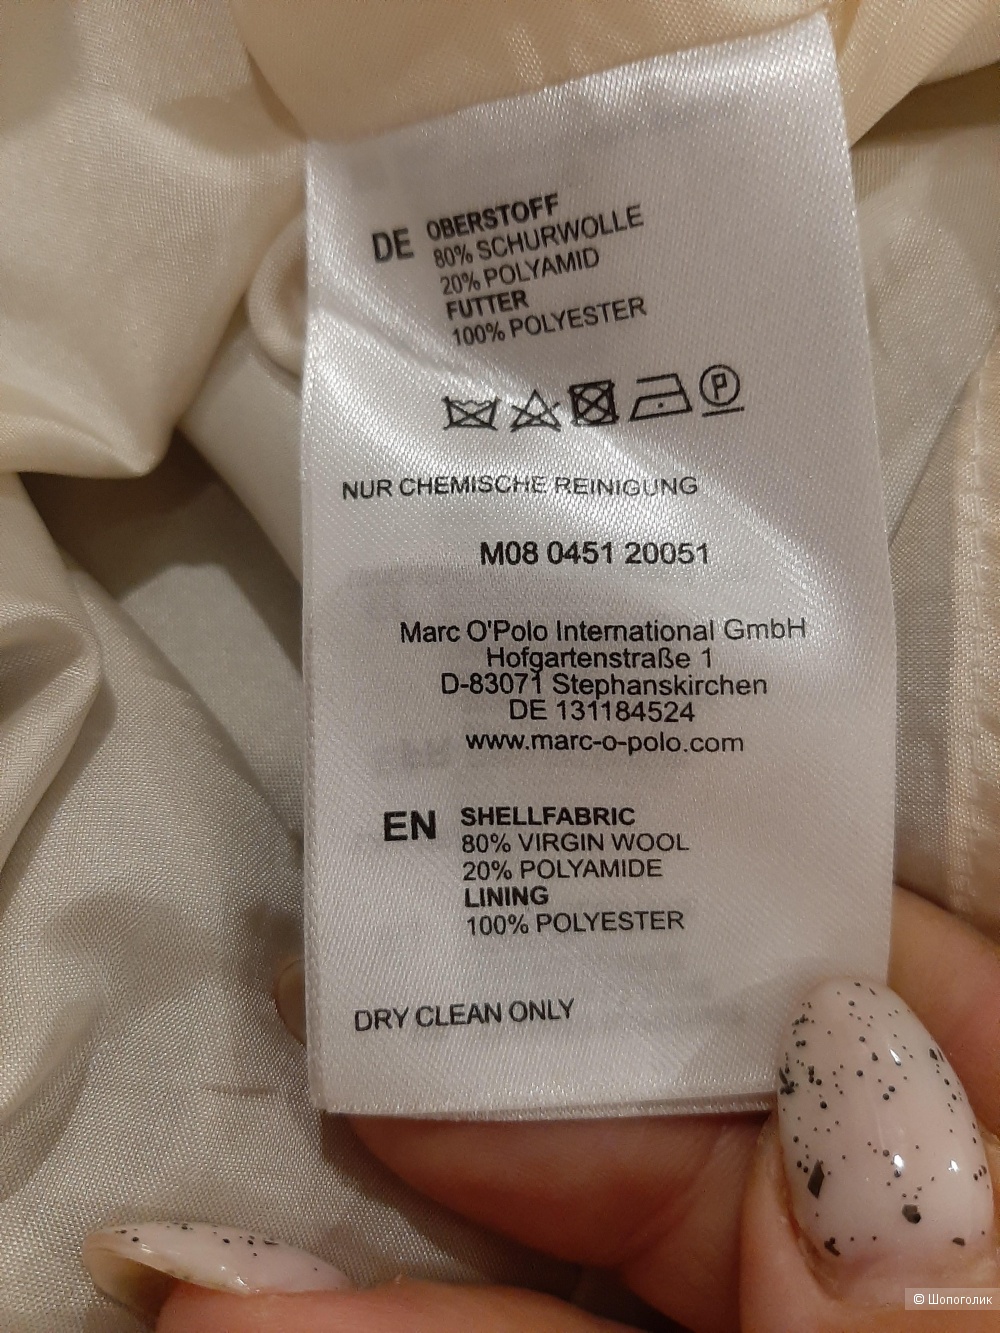 DE OBERSTOFF
80% SCHURWOLLE
20% POLYAMID
FUTTER
100% POLYESTER
P
NUR CHEMISCHE REINIGUNG
M08 0451 20051
Marc O'Polo International GmbH
Hofgartenstraße 1
D-83071 Stephanskirchen
DE 131184524
www.marc-o-polo.com
EN SHELLFABRIC
80% VIRGIN WOOL
20% POLYAMIDE
LINING
100% POLYESTER
DRY CLEAN ONLY
© Шопоголик